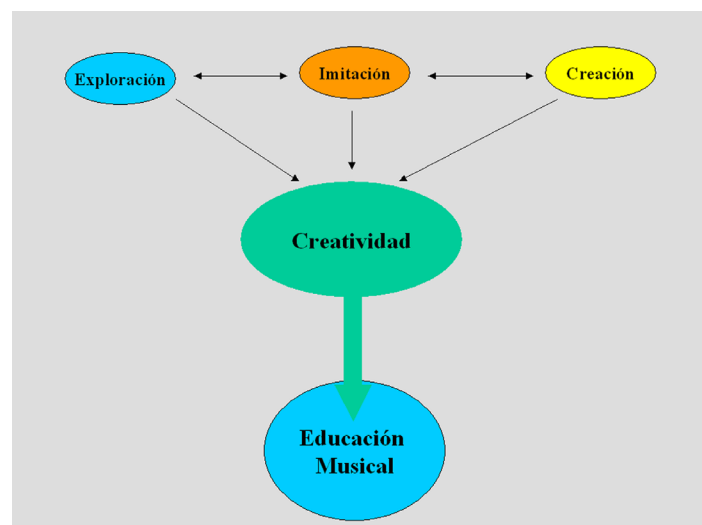 Exploración
Imitación
Creación
Creatividad
Educación
Musical